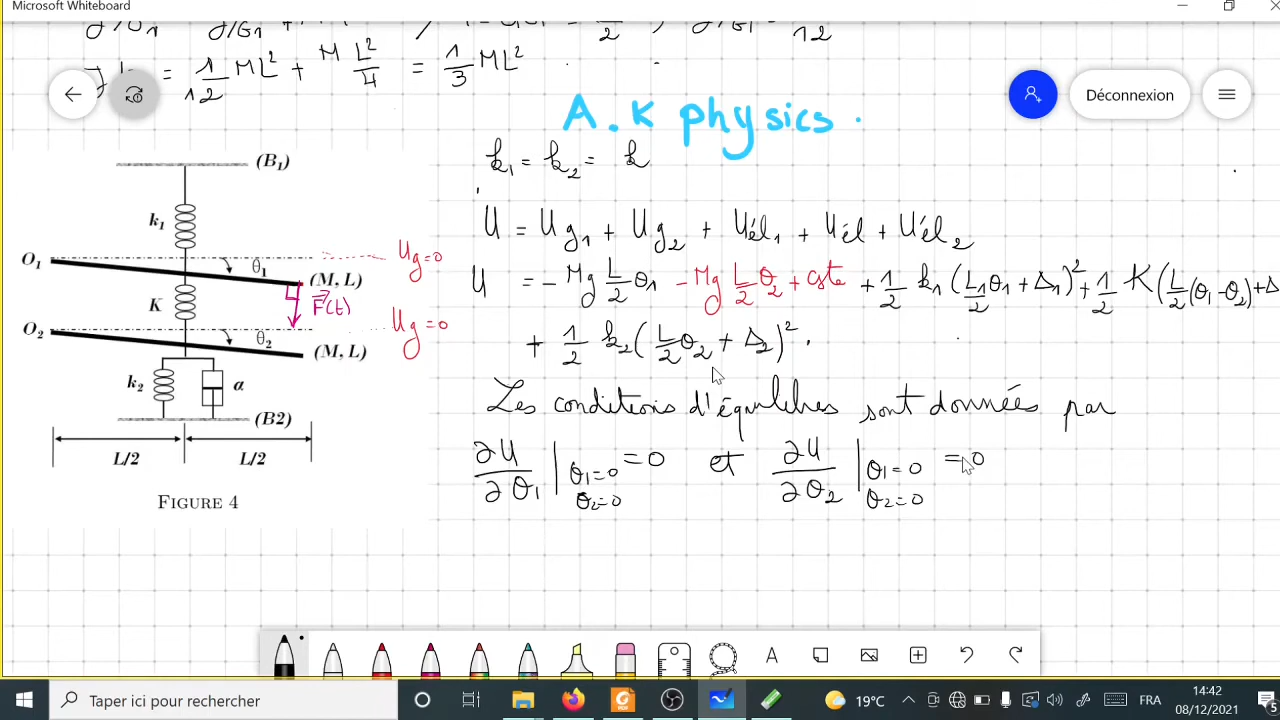 Microsoft Whiteboard
= 1/12 ML² + M L²/4 = 1/3 ML²
Déconnexion
A.K physics.
k₁ = k₂ = k
U = Ug₁ + Ug₂ + Uél₁ + Uél + Uél₂
U = - Mg L/2 θ₁ - Mg L/2 θ₂ + cste + 1/2 k₁(L/2 θ₁ + Δ₁)² + 1/2 K(L/2 (θ₁ - θ₂) + Δ
+ 1/2 k₂(L/2 θ₂ + Δ₂)².
Les conditions d'équilibres sont données par
∂U/∂θ₁ | θ₁=0 θ₂=0 = 0 et ∂U/∂θ₂ | θ₁=0 θ₂=0 = 0
(B₁)
k₁
Ug=0
O₁
θ₁
(M, L)
K
F(t)
O₂
θ₂
Ug=0
(M, L)
k₂
α
(B2)
L/2
L/2
FIGURE 4
A
Taper ici pour rechercher
19°C
FRA
14:42
08/12/2021
5